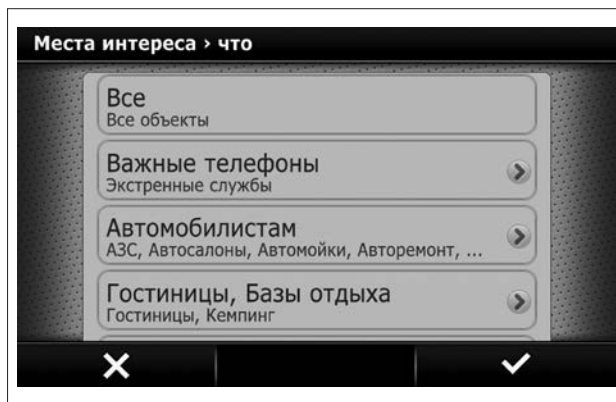 Места интереса › что
Все
Все объекты
Важные телефоны
Экстренные службы
Автомобилистам
АЗС, Автосалоны, Автомойки, Авторемонт, ...
Гостиницы, Базы отдыха
Гостиницы, Кемпинг